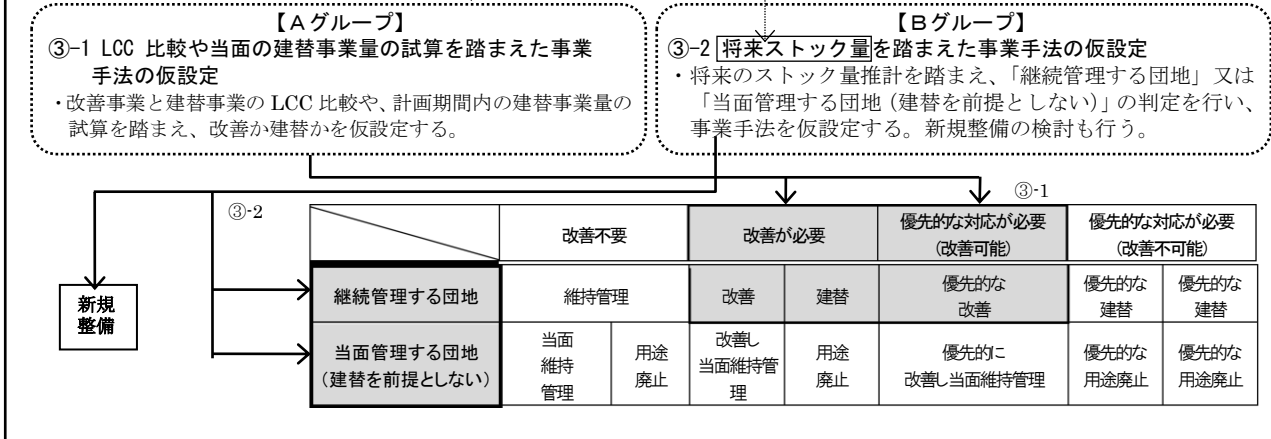 【Aグループ】
③-1 LCC 比較や当面の建替事業量の試算を踏まえた事業
手法の仮設定
・改善事業と建替事業の LCC 比較や、計画期間内の建替事業量の
試算を踏まえ、改善か建替かを仮設定する。
【Bグループ】
③-2 将来ストック量を踏まえた事業手法の仮設定
・将来のストック量推計を踏まえ、「継続管理する団地」又は
「当面管理する団地（建替を前提としない）」の判定を行い、
事業手法を仮設定する。新規整備の検討も行う。
③-2
③-1
新規
整備
改善不要
改善が必要
優先的な対応が必要
（改善可能）
優先的な対応が必要
（改善不可能）
継続管理する団地
維持管理
改善
建替
優先的な
改善
優先的な
建替
優先的な
建替
当面管理する団地
（建替を前提としない）
当面
維持
管理
用途
廃止
改善し
当面維持管
理
用途
廃止
優先的に
改善し当面維持管理
優先的な
用途廃止
優先的な
用途廃止